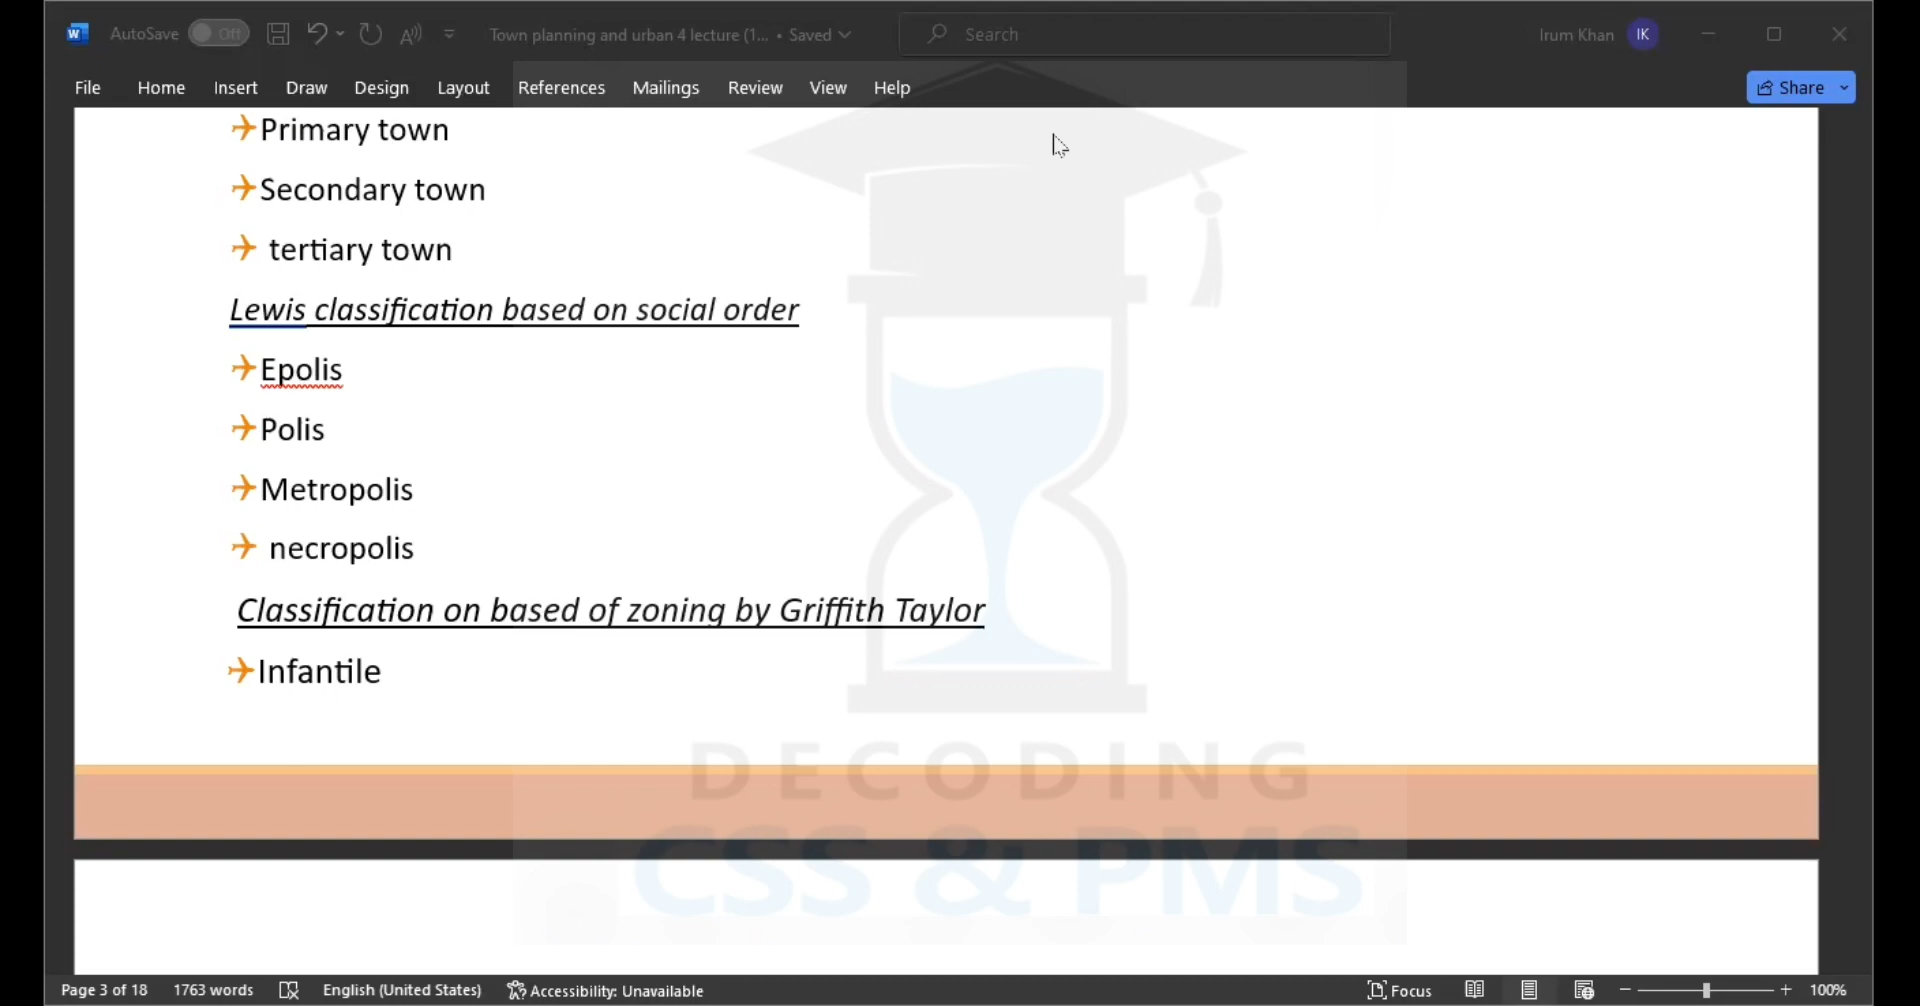 AutoSave Off Town planning and urban 4 lecture (1... • Saved Search Irum Khan IK
File Home Insert Draw Design Layout References Mailings Review View Help Share
Primary town
Secondary town
tertiary town
Lewis classification based on social order
Epolis
Polis
Metropolis
necropolis
Classification on based of zoning by Griffith Taylor
Infantile
DECODING
CSS & PMS
Page 3 of 18 1763 words English (United States) Accessibility: Unavailable Focus 100%